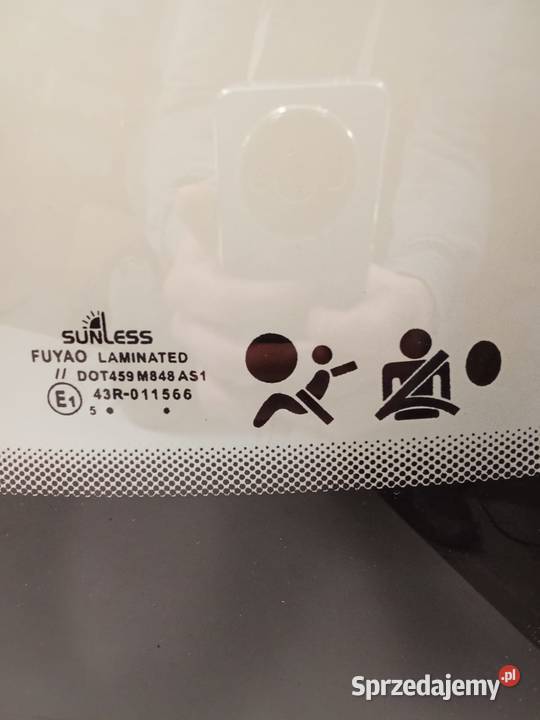 SUNLESS
FUYAO LAMINATED
// DOT459 M848 AS1
E1 43R-011566
5 • •
Sprzedajemy.pl